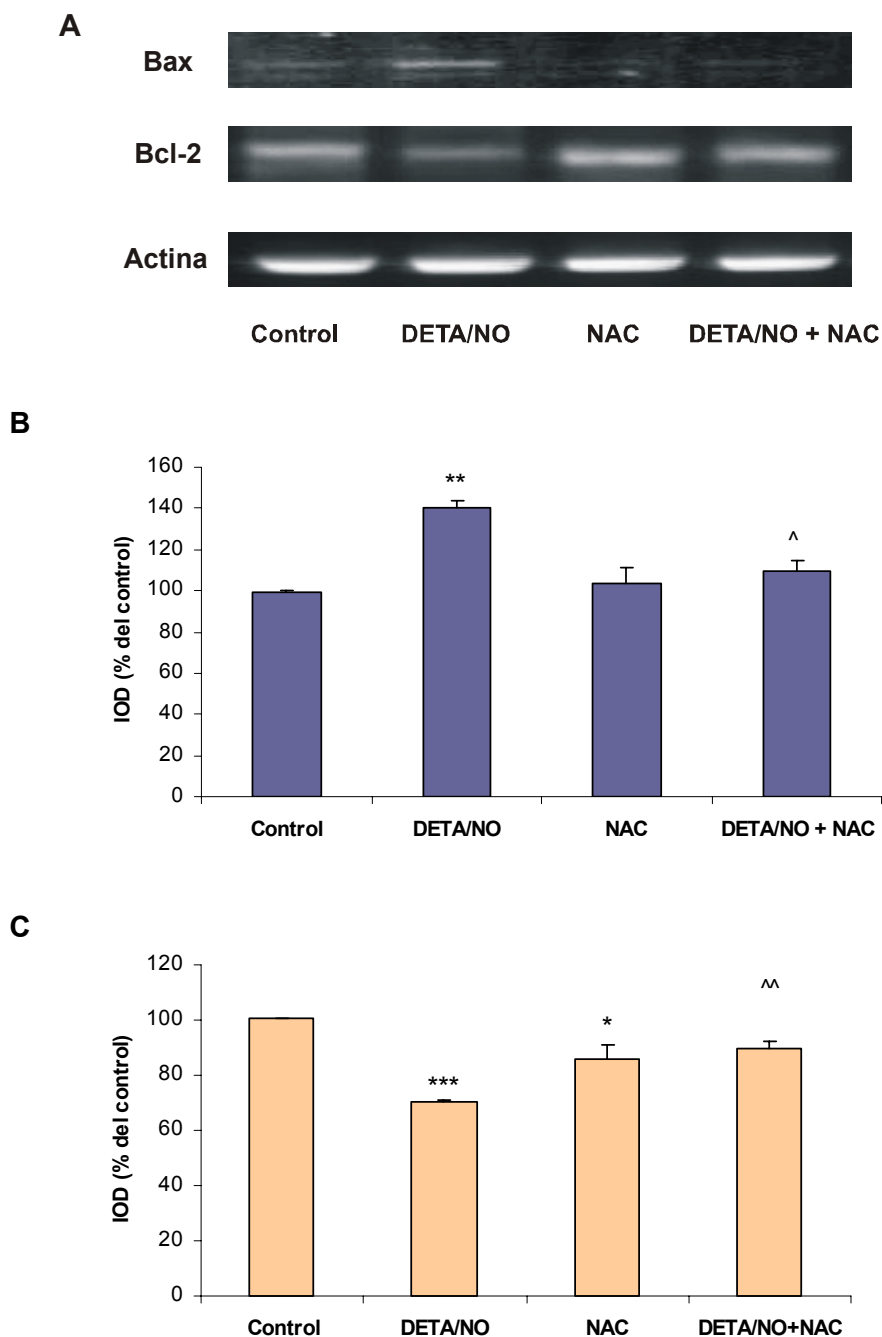 A
Bax
Bcl-2
Actina
Control DETA/NO NAC DETA/NO + NAC
B
160
140
120
100
80
60
40
20
0
IOD (% del control)
**
^
Control DETA/NO NAC DETA/NO + NAC
C
120
100
80
60
40
20
0
IOD (% del control)
***
*
^^
Control DETA/NO NAC DETA/NO+NAC